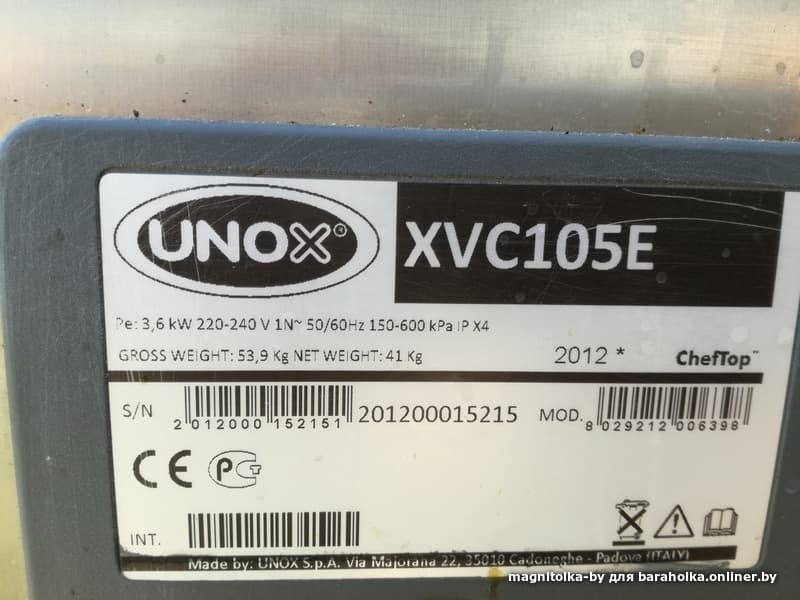 UNOX®
XVC105E
Pe: 3,6 kW 220-240 V 1N~ 50/60Hz 150-600 kPa IP X4
GROSS WEIGHT: 53,9 Kg NET WEIGHT: 41 Kg
2012 *
ChefTop™
S/N
2 012000 152151
201200015215
MOD.
8 029212 006398
CE PCT
INT.
Made by: UNOX S.p.A. Via Majorana 22, 35010 Cadoneghe - Padova (ITALY)
magnitolka-by для baraholka.onliner.by